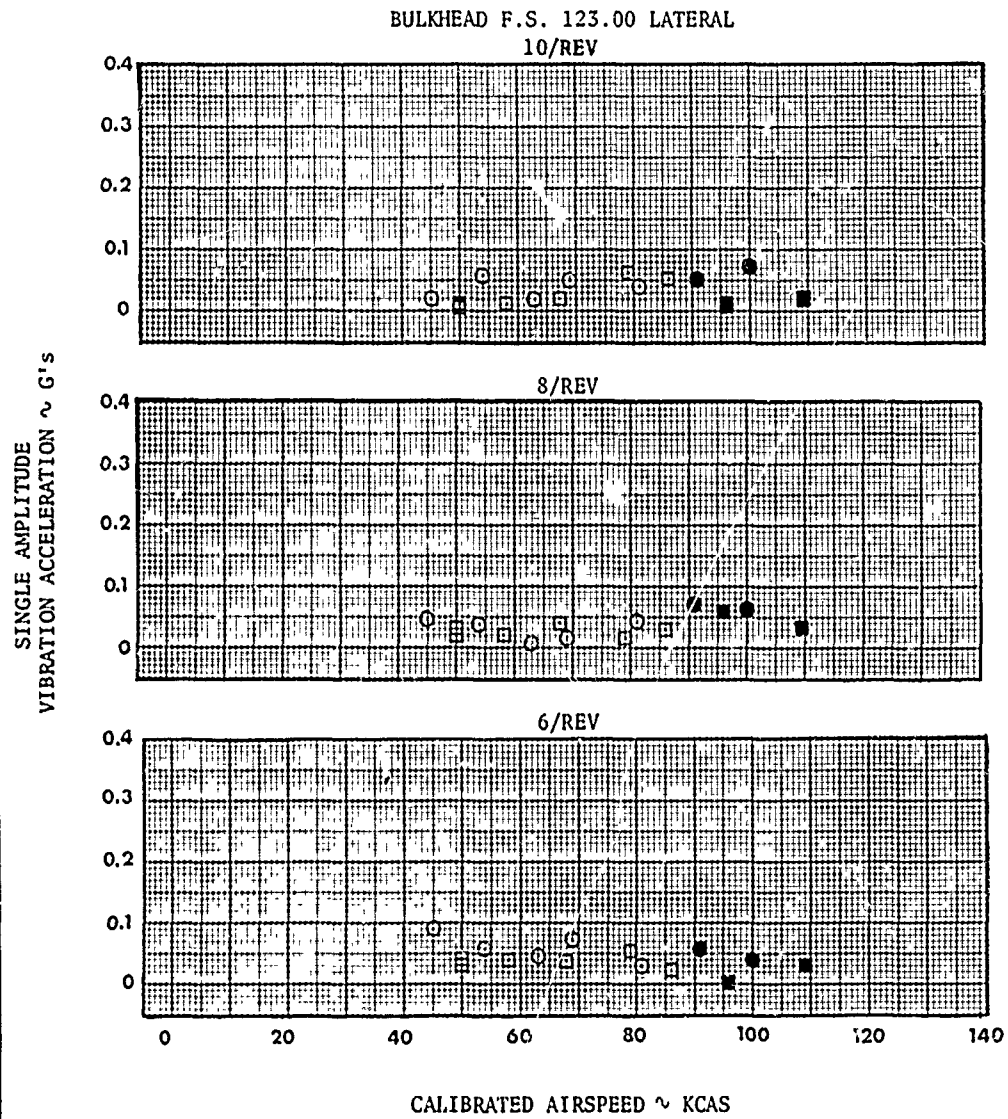 BULKHEAD F.S. 123.00 LATERAL
10/REV
0.4
0.3
0.2
0.1
0
8/REV
0.4
0.3
0.2
0.1
0
SINGLE AMPLITUDE
VIBRATION ACCELERATION ~ G's
6/REV
0.4
0.3
0.2
0.1
0
0 20 40 60 80 100 120 140
CALIBRATED AIRSPEED ~ KCAS